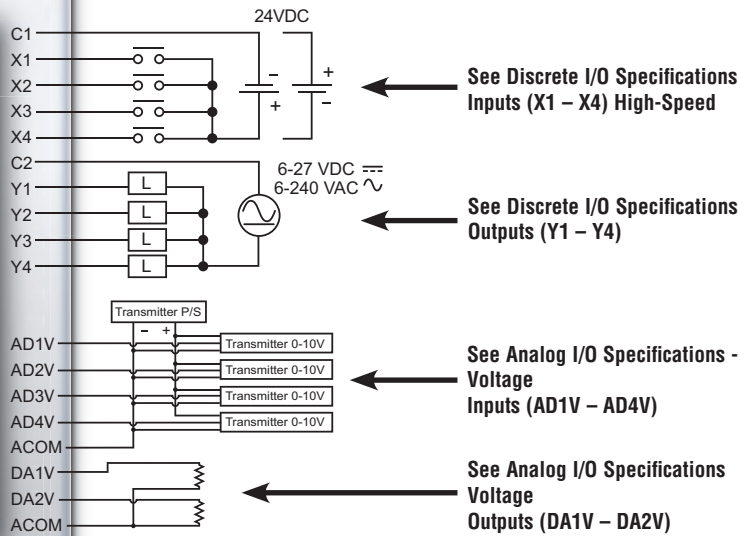 24VDC
C1
X1
X2
X3
X4
–
+
+
–
See Discrete I/O Specifications
Inputs (X1 – X4) High-Speed
C2
Y1
Y2
Y3
Y4
L
L
L
L
6-27 VDC
6-240 VAC
See Discrete I/O Specifications
Outputs (Y1 – Y4)
Transmitter P/S
– +
AD1V
AD2V
AD3V
AD4V
ACOM
Transmitter 0-10V
Transmitter 0-10V
Transmitter 0-10V
Transmitter 0-10V
See Analog I/O Specifications -
Voltage
Inputs (AD1V – AD4V)
DA1V
DA2V
ACOM
See Analog I/O Specifications
Voltage
Outputs (DA1V – DA2V)